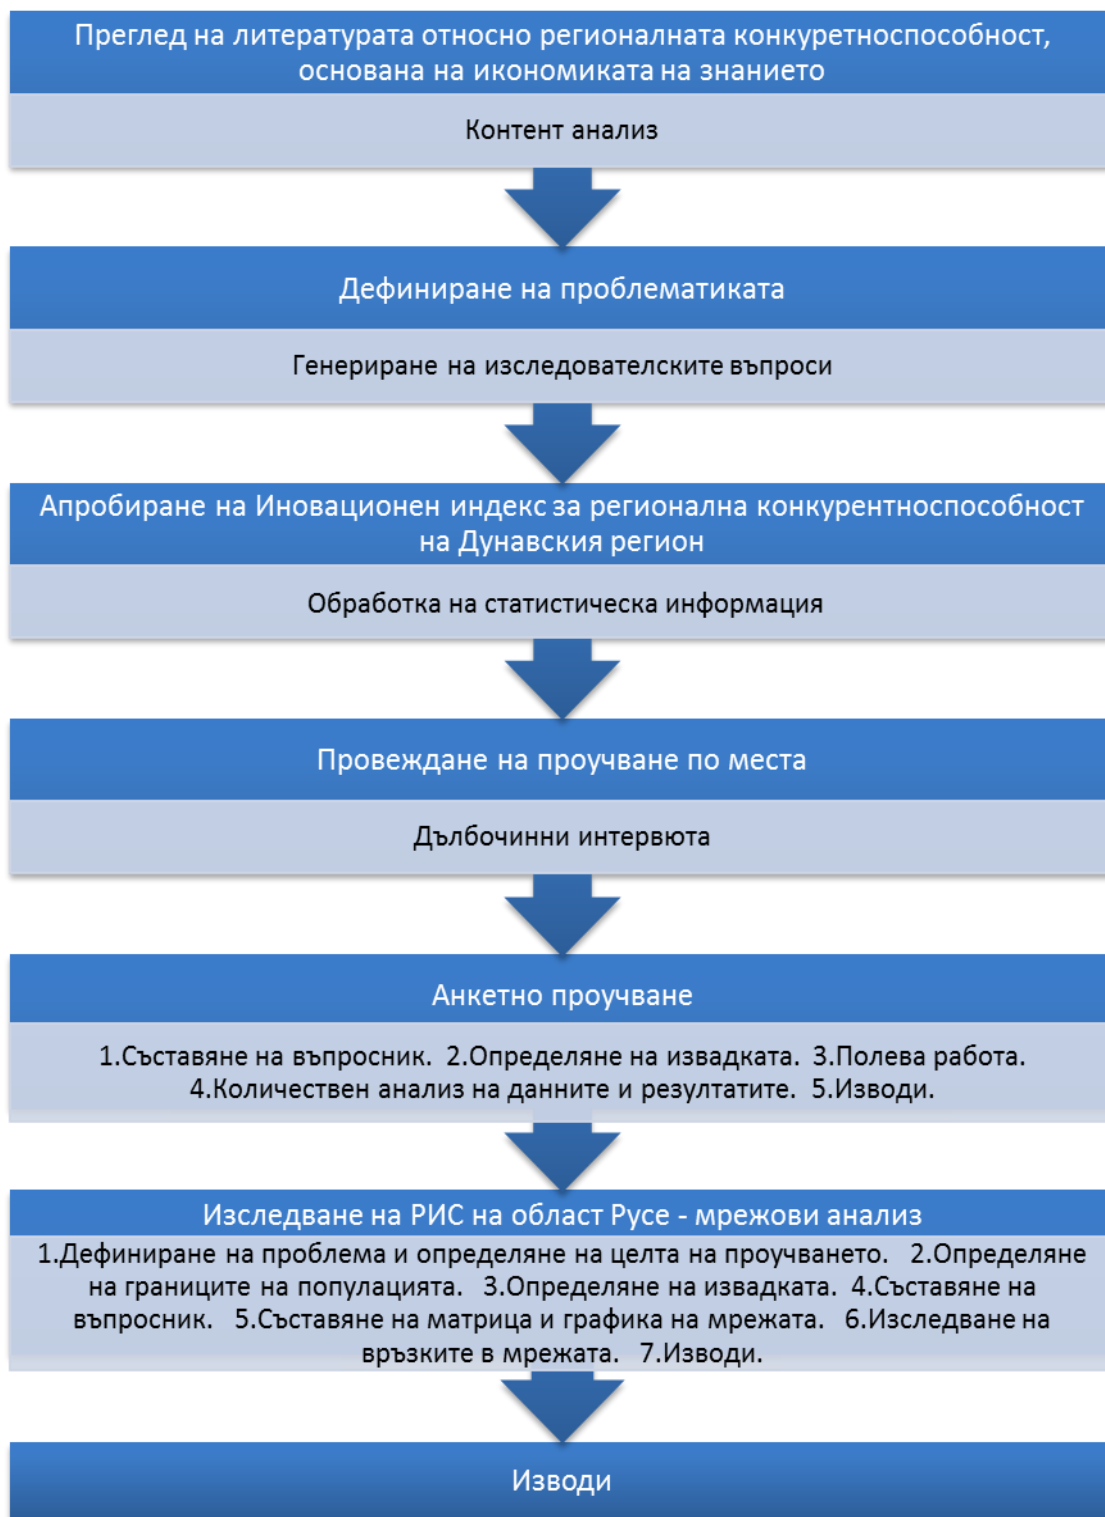 Преглед на литературата относно регионалната конкуретноспособност,
основана на икономиката на знанието
Контент анализ
Дефиниране на проблематиката
Генериране на изследователските въпроси
Апробиране на Иновационен индекс за регионална конкурентноспособност
на Дунавския регион
Обработка на статистическа информация
Провеждане на проучване по места
Дълбочинни интервюта
Анкетно проучване
1.Съставяне на въпросник. 2.Определяне на извадката. 3.Полева работа.
4.Количествен анализ на данните и резултатите. 5.Изводи.
Изследване на РИС на област Русе - мрежови анализ
1.Дефиниране на проблема и определяне на целта на проучването. 2.Определяне
на границите на популацията. 3.Определяне на извадката. 4.Съставяне на
въпросник. 5.Съставяне на матрица и графика на мрежата. 6.Изследване на
връзките в мрежата. 7.Изводи.
Изводи